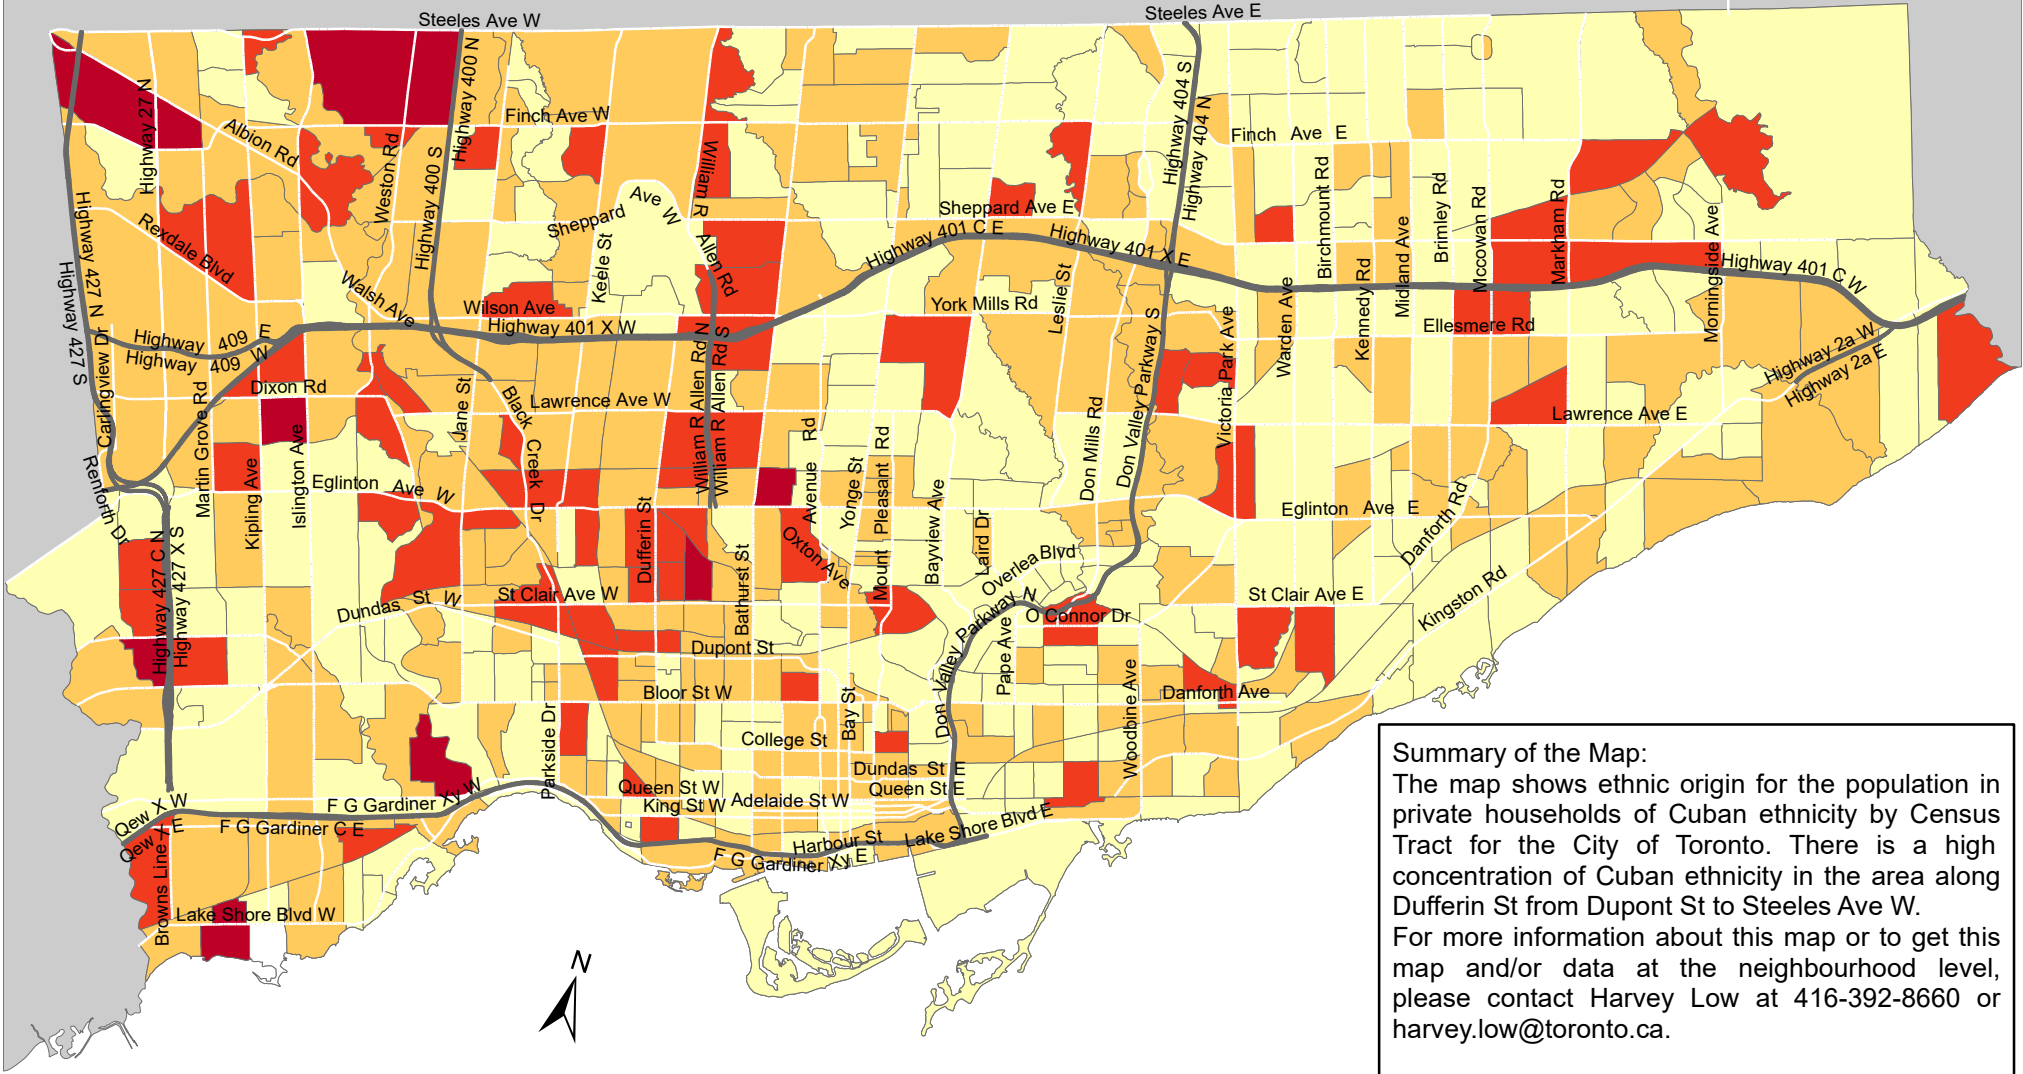 Steeles Ave W
Steeles Ave E
Highway 27 N
Albion Rd
Weston Rd
Highway 400 N
Highway 400 S
Finch Ave W
William R
Allen Rd
Highway 404 S
Highway 404 N
Finch Ave E
Highway 427 N
Highway 427 N
Highway 427 S
Rexdale Blvd
Walsh Ave
Sheppard Ave W
Keele St
Wilson Ave
Highway 401 X W
Highway 401 C E
Sheppard Ave E
Highway 401 X E
Leslie St
York Mills Rd
Birchmount Rd
Midland Ave
Brimley Rd
Mccowan Rd
Markham Rd
Morningside Ave
Highway 401 C W
Warden Ave
Kennedy Rd
Ellesmere Rd
Victoria Park Ave
Highway 2a W
Highway 2a E
Highway 409 E
Highway 409 W
Carlingview Dr
Dixon Rd
Martin Grove Rd
Kipling Ave
Islington Ave
Jane St
Black Creek Dr
Lawrence Ave W
William R Allen Rd N
William R Allen Rd S
Avenue Rd
Yonge St
Mount Pleasant Rd
Bayview Ave
Laird Dr
Don Mills Rd
Don Valley Parkway S
Lawrence Ave E
Renforth Dr
Eglinton Ave W
Eglinton Ave E
Danforth Rd
Kingston Rd
Highway 427 C N
Highway 427 X S
Dufferin St
Bathurst St
Oxton Ave
Overlea Blvd
Don Valley Parkway N
O Connor Dr
Pape Ave
St Clair Ave W
St Clair Ave E
Dundas St W
Dupont St
Bloor St W
Bay St
Danforth Ave
Woodbine Ave
Parkside Dr
College St
Dundas St E
Queen St W
Queen St E
King St W
Adelaide St W
Qew X W
Qew X E
F G Gardiner Xy W
F G Gardiner C E
Harbour St
Lake Shore Blvd E
F G Gardiner Xy E
Browns Line
Lake Shore Blvd W
N
Summary of the Map:
The map shows ethnic origin for the population in
private households of Cuban ethnicity by Census
Tract for the City of Toronto. There is a high
concentration of Cuban ethnicity in the area along
Dufferin St from Dupont St to Steeles Ave W.
For more information about this map or to get this
map and/or data at the neighbourhood level,
please contact Harvey Low at 416-392-8660 or
harvey.low@toronto.ca.